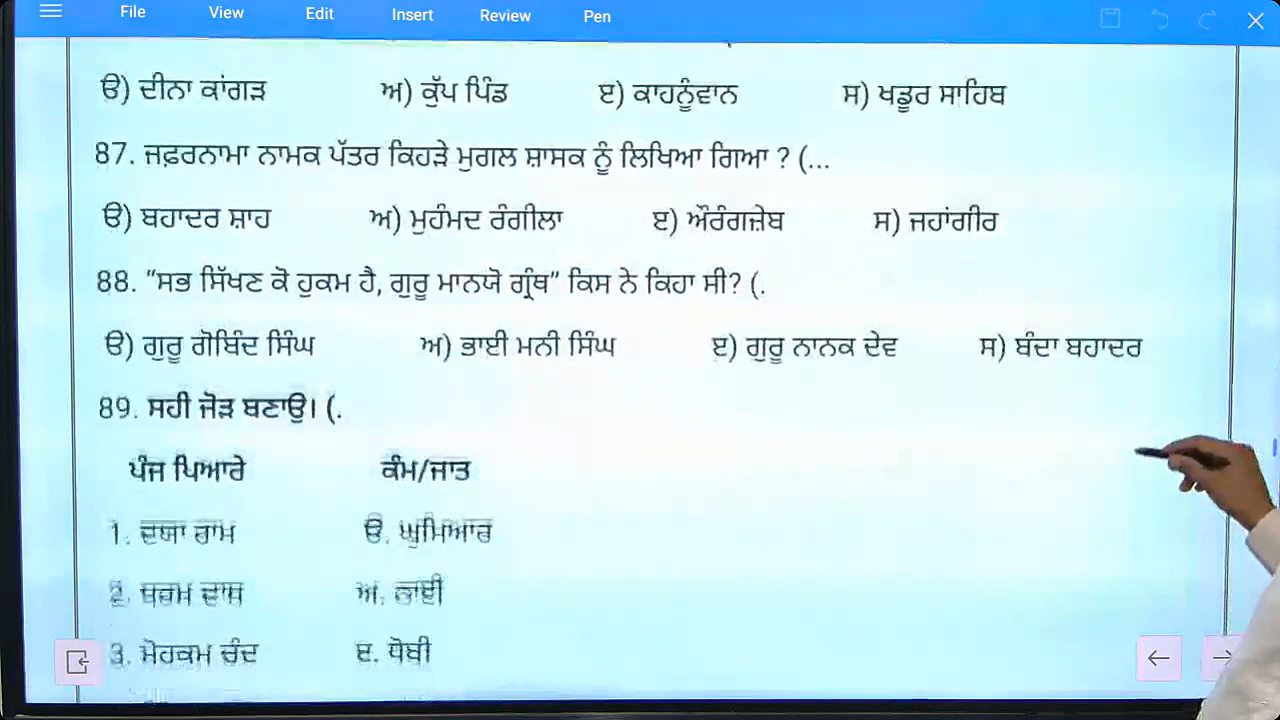 File View Edit Insert Review Pen
ੳ) ਦੀਨਾ ਕਾਂਗੜ ਅ) ਕੁੱਪ ਪਿੰਡ ੲ) ਕਾਹਨੂੰਵਾਨ ਸ) ਖਡੂਰ ਸਾਹਿਬ
87. ਜਫ਼ਰਨਾਮਾ ਨਾਮਕ ਪੱਤਰ ਕਿਹੜੇ ਮੁਗਲ ਸ਼ਾਸਕ ਨੂੰ ਲਿਖਿਆ ਗਿਆ ? (...
ੳ) ਬਹਾਦਰ ਸ਼ਾਹ ਅ) ਮੁਹੰਮਦ ਰੰਗੀਲਾ ੲ) ਔਰੰਗਜ਼ੇਬ ਸ) ਜਹਾਂਗੀਰ
88. “ਸਭ ਸਿੱਖਣ ਕੋ ਹੁਕਮ ਹੈ, ਗੁਰੂ ਮਾਨਯੋ ਗ੍ਰੰਥ” ਕਿਸ ਨੇ ਕਿਹਾ ਸੀ? (.
ੳ) ਗੁਰੂ ਗੋਬਿੰਦ ਸਿੰਘ ਅ) ਭਾਈ ਮਨੀ ਸਿੰਘ ੲ) ਗੁਰੂ ਨਾਨਕ ਦੇਵ ਸ) ਬੰਦਾ ਬਹਾਦਰ
89. ਸਹੀ ਜੋੜ ਬਣਾਉ। (.
ਪੰਜ ਪਿਆਰੇ ਕੰਮ/ਜਾਤ
1. ਦਯਾ ਰਾਮ ੳ. ਘੁਮਿਆਰ
2. ਧਰਮ ਦਾਸ ਅ. ਨਾਈ
3. ਮੋਹਕਮ ਚੰਦ ੲ. ਧੋਬੀ